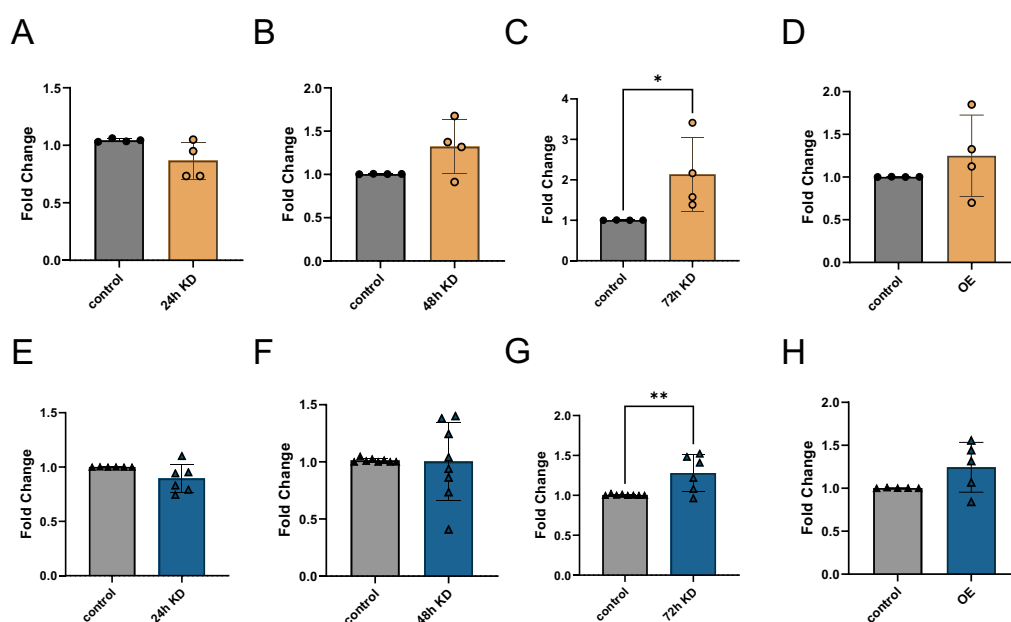 A
B
C
D
Fold Change
1.5
1.0
0.5
0.0
control
24h KD
Fold Change
2.0
1.5
1.0
0.5
0.0
control
48h KD
Fold Change
4
3
2
1
0
*
control
72h KD
Fold Change
2.0
1.5
1.0
0.5
0.0
control
OE
E
F
G
H
Fold Change
1.5
1.0
0.5
0.0
control
24h KD
Fold Change
1.5
1.0
0.5
0.0
control
48h KD
Fold Change
2.0
1.5
1.0
0.5
0.0
**
control
72h KD
Fold Change
2.0
1.5
1.0
0.5
0.0
control
OE